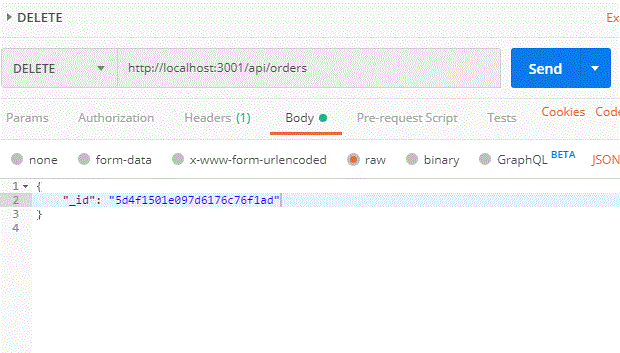 DELETE Ex
DELETE http://localhost:3001/api/orders Send
Params Authorization Headers (1) Body Pre-request Script Tests Cookies Code
none form-data x-www-form-urlencoded raw binary GraphQL BETA JSON
1 {
2 "_id": "5d4f1501e097d6176c76f1ad"
3 }
4